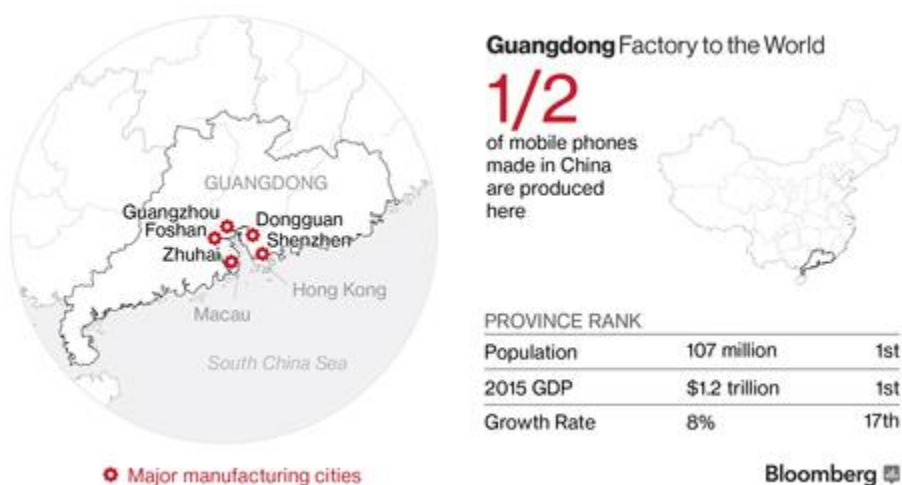 GUANGDONG
Guangzhou
Dongguan
Foshan
Shenzhen
Zhuhai
Hong Kong
Macau
South China Sea
Major manufacturing cities
Guangdong Factory to the World
1/2
of mobile phones
made in China
are produced
here
PROVINCE RANK
Population 107 million 1st
2015 GDP $1.2 trillion 1st
Growth Rate 8% 17th
Bloomberg